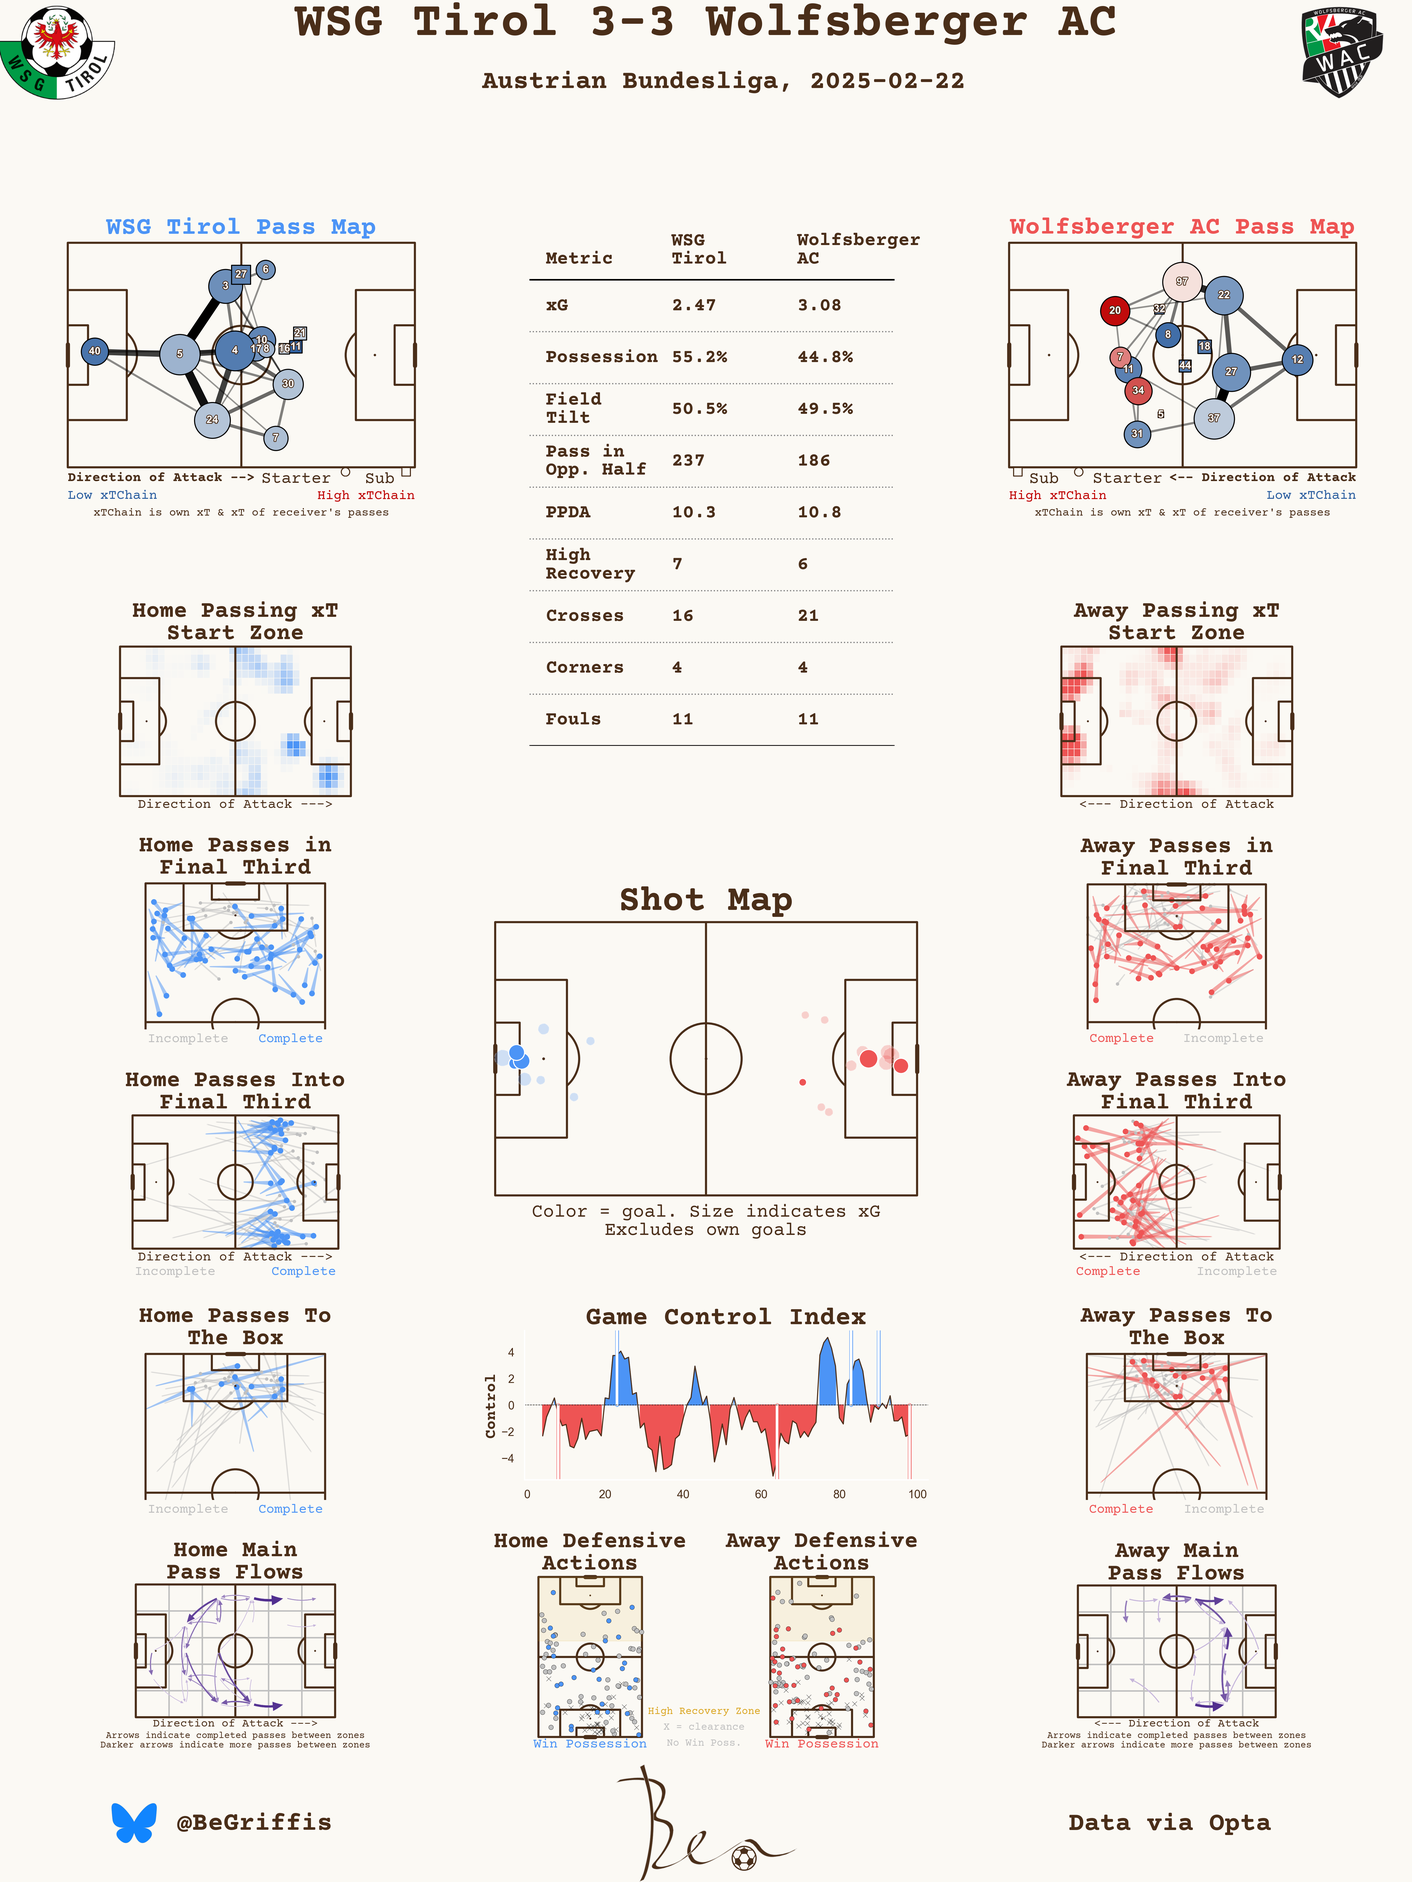 WSG Tirol 3-3 Wolfsberger AC
Austrian Bundesliga, 2025-02-22
WSG TIROL
WOLFSBERGER AC
WAC
WSG Tirol Pass Map
40
5
3
27
6
4
10
17
8
16
11
21
30
24
7
Direction of Attack --> Starter Sub
Low xTChain High xTChain
xTChain is own xT & xT of receiver's passes
Metric WSG Tirol Wolfsberger AC
xG 2.47 3.08
Possession 55.2% 44.8%
Field Tilt 50.5% 49.5%
Pass in Opp. Half 237 186
PPDA 10.3 10.8
High Recovery 7 6
Crosses 16 21
Corners 4 4
Fouls 11 11
Wolfsberger AC Pass Map
97
22
20
32
8
18
7
11
44
12
27
34
5
37
31
Sub Starter <-- Direction of Attack
High xTChain Low xTChain
xTChain is own xT & xT of receiver's passes
Home Passing xT
Start Zone
Direction of Attack --->
Away Passing xT
Start Zone
<--- Direction of Attack
Home Passes in
Final Third
Incomplete Complete
Away Passes in
Final Third
Complete Incomplete
Shot Map
Color = goal. Size indicates xG
Excludes own goals
Home Passes Into
Final Third
Direction of Attack --->
Incomplete Complete
Away Passes Into
Final Third
<--- Direction of Attack
Complete Incomplete
Home Passes To
The Box
Incomplete Complete
Game Control Index
Control
4
2
0
−2
−4
0 20 40 60 80 100
Away Passes To
The Box
Complete Incomplete
Home Main
Pass Flows
Direction of Attack --->
Arrows indicate completed passes between zones
Darker arrows indicate more passes between zones
Home Defensive
Actions
Win Possession
Away Defensive
Actions
Win Possession
High Recovery Zone
X = clearance
No Win Poss.
Away Main
Pass Flows
<--- Direction of Attack
Arrows indicate completed passes between zones
Darker arrows indicate more passes between zones
@BeGriffis
Ben
Data via Opta